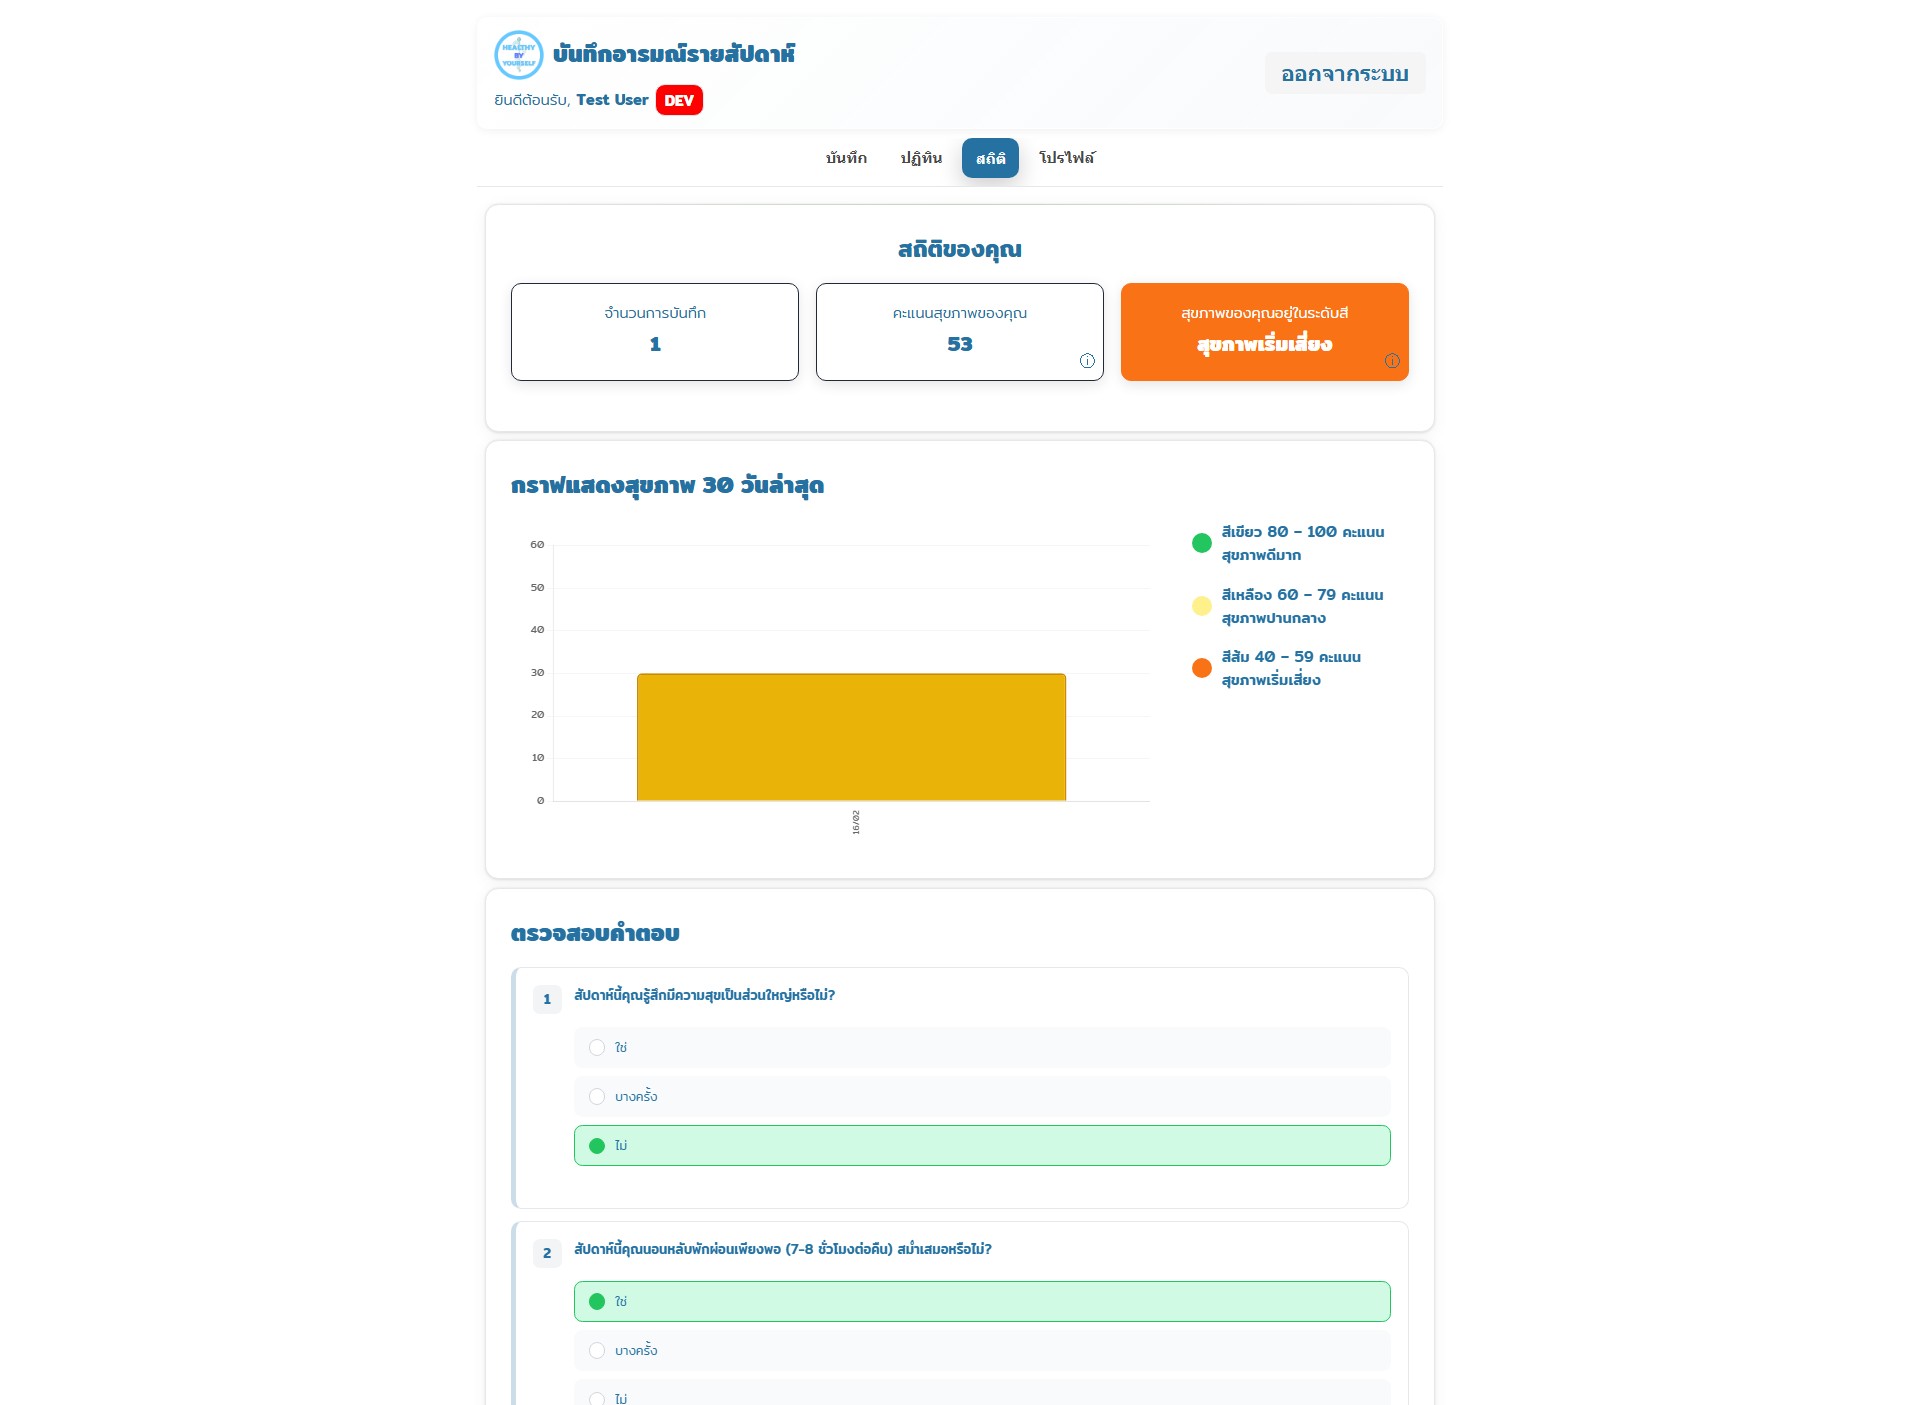 HEALTHY
BY
YOURSELF
บันทึกอารมณ์รายสัปดาห์
ยินดีต้อนรับ, Test User DEV
ออกจากระบบ
บันทึก ปฏิทิน สถิติ โปรไฟล์
สถิติของคุณ
จำนวนการบันทึก
1
คะแนนสุขภาพของคุณ
53
สุขภาพของคุณอยู่ในระดับสี
สุขภาพเริ่มเสี่ยง
กราฟแสดงสุขภาพ 30 วันล่าสุด
60
50
40
30
20
10
0
16/02
สีเขียว 80 - 100 คะแนน
สุขภาพดีมาก
สีเหลือง 60 - 79 คะแนน
สุขภาพปานกลาง
สีส้ม 40 - 59 คะแนน
สุขภาพเริ่มเสี่ยง
ตรวจสอบคำตอบ
1 สัปดาห์นี้คุณรู้สึกมีความสุขเป็นส่วนใหญ่หรือไม่?
ใช่
บางครั้ง
ไม่
2 สัปดาห์นี้คุณนอนหลับพักผ่อนเพียงพอ (7-8 ชั่วโมงต่อคืน) สม่ำเสมอหรือไม่?
ใช่
บางครั้ง
ไม่